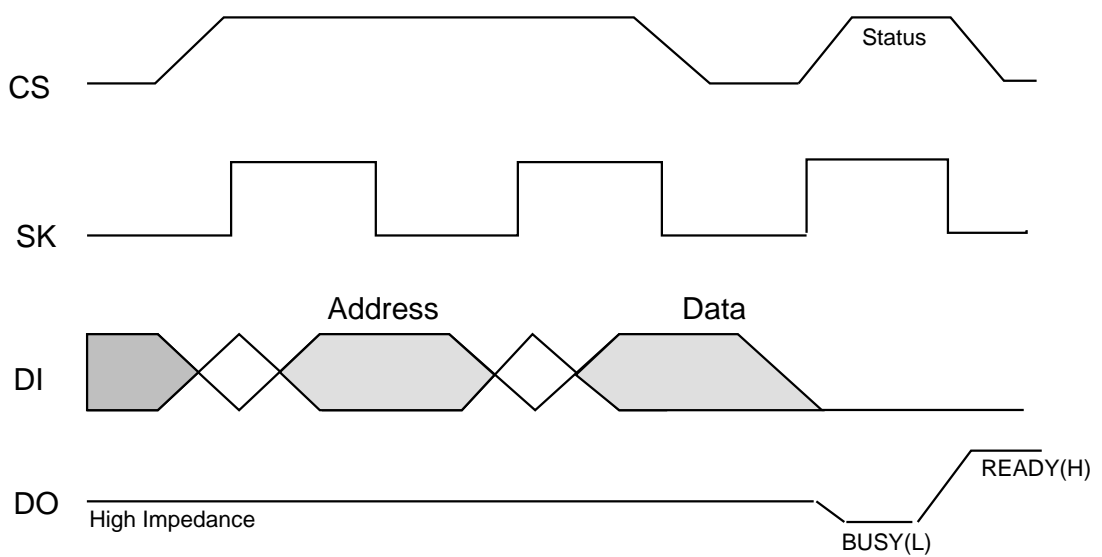 Status
CS
SK
Address Data
DI
READY(H)
DO
High Impedance
BUSY(L)